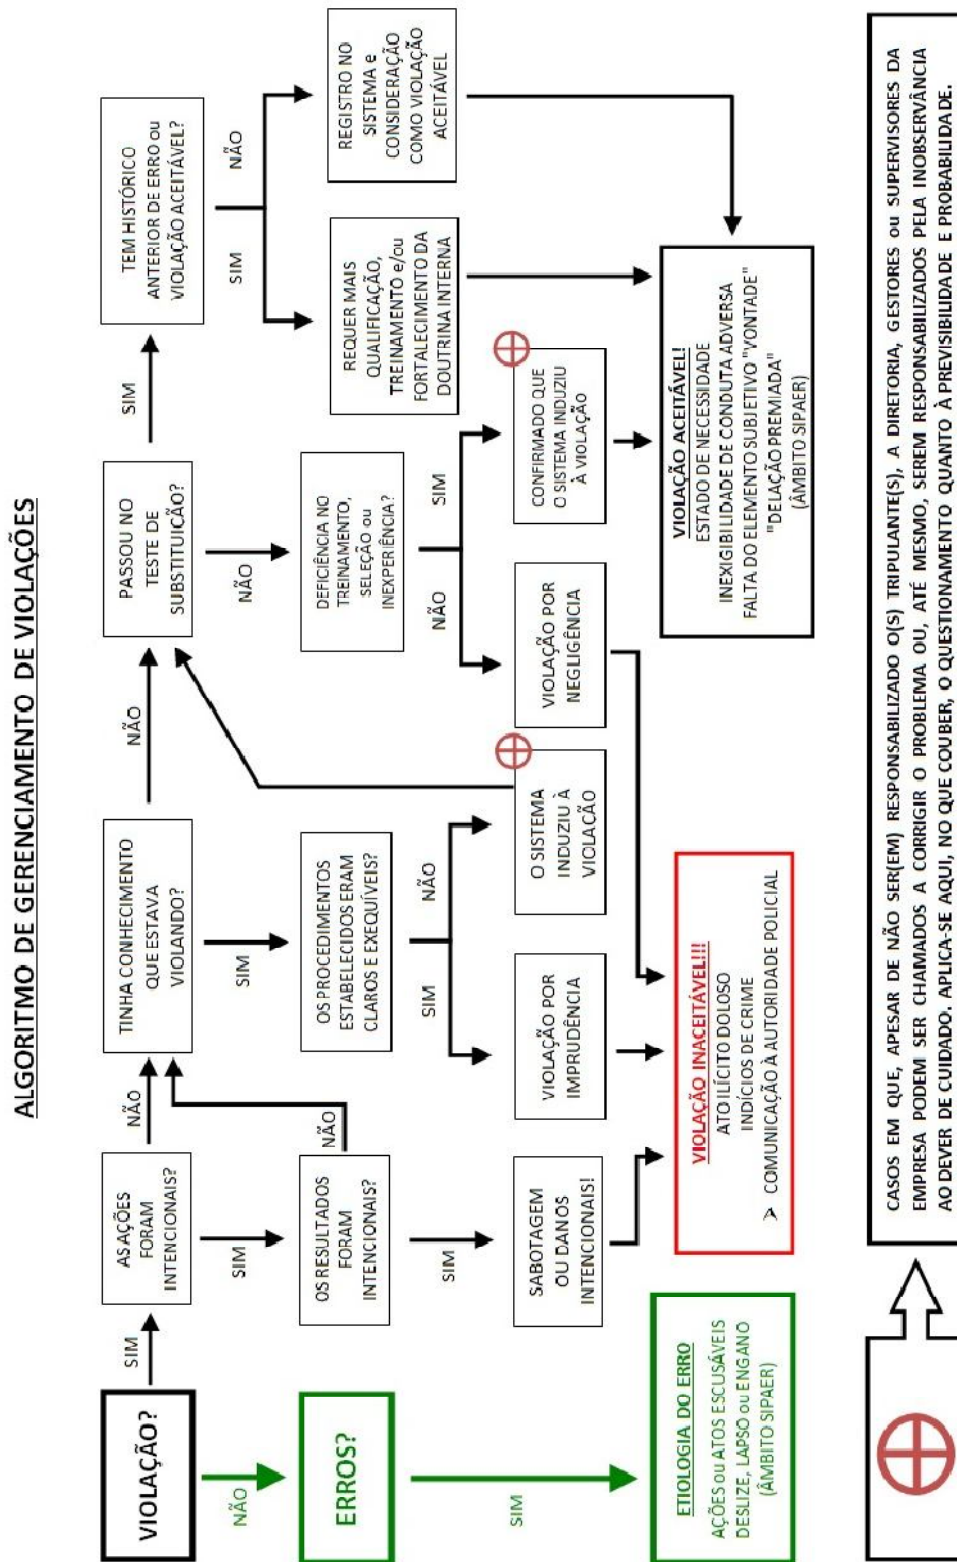 ALGORITMO DE GERENCIAMENTO DE VIOLAÇÕES
VIOLAÇÃO?
SIM
NÃO
ERROS?
SIM
ETIOLOGIA DO ERRO
AÇÕES ou ATOS ESCUSÁVEIS
DESLIZE, LAPSO ou ENGANO
(ÂMBITO SIPAER)
AS AÇÕES
FORAM
INTENCIONAIS?
NÃO
SIM
OS RESULTADOS
FORAM
INTENCIONAIS?
NÃO
SIM
SABOTAGEM
OU DANOS
INTENCIONAIS!
TINHA CONHECIMENTO
QUE ESTAVA
VIOLANDO?
NÃO
SIM
OS PROCEDIMENTOS
ESTABELECIDOS ERAM
CLAROS E EXEQUÍVEIS?
SIM
NÃO
VIOLAÇÃO POR
IMPRUDÊNCIA
O SISTEMA
INDUZIU À
VIOLAÇÃO
VIOLAÇÃO INACEITÁVEL!!!
ATO ILÍCITO DOLOSO
INDÍCIOS DE CRIME
➤ COMUNICAÇÃO À AUTORIDADE POLICIAL
PASSOU NO
TESTE DE
SUBSTITUIÇÃO?
SIM
NÃO
DEFICIÊNCIA NO
TREINAMENTO,
SELEÇÃO ou
INEXPERIÊNCIA?
NÃO
SIM
VIOLAÇÃO POR
NEGLIGÊNCIA
CONFIRMADO QUE
O SISTEMA INDUZIU
À VIOLAÇÃO
TEM HISTÓRICO
ANTERIOR DE ERRO ou
VIOLAÇÃO ACEITÁVEL?
SIM
NÃO
REQUER MAIS
QUALIFICAÇÃO,
TREINAMENTO e/ou
FORTALECIMENTO DA
DOUTRINA INTERNA
REGISTRO NO
SISTEMA e
CONSIDERAÇÃO
COMO VIOLAÇÃO
ACEITÁVEL
VIOLAÇÃO ACEITÁVEL!
ESTADO DE NECESSIDADE
INEXIGIBILIDADE DE CONDUTA ADVERSA
FALTA DO ELEMENTO SUBJETIVO "VONTADE"
"DELAÇÃO PREMIADA"
(ÂMBITO SIPAER)
CASOS EM QUE, APESAR DE NÃO SER(EM) RESPONSABILIZADO O(S) TRIPULANTE(S), A DIRETORIA, GESTORES ou SUPERVISORES DA
EMPRESA PODEM SER CHAMADOS A CORRIGIR O PROBLEMA OU, ATÉ MESMO, SEREM RESPONSABILIZADOS PELA INOBSERVÂNCIA
AO DEVER DE CUIDADO. APLICA-SE AQUI, NO QUE COUBER, O QUESTIONAMENTO QUANTO À PREVISIBILIDADE E PROBABILIDADE.